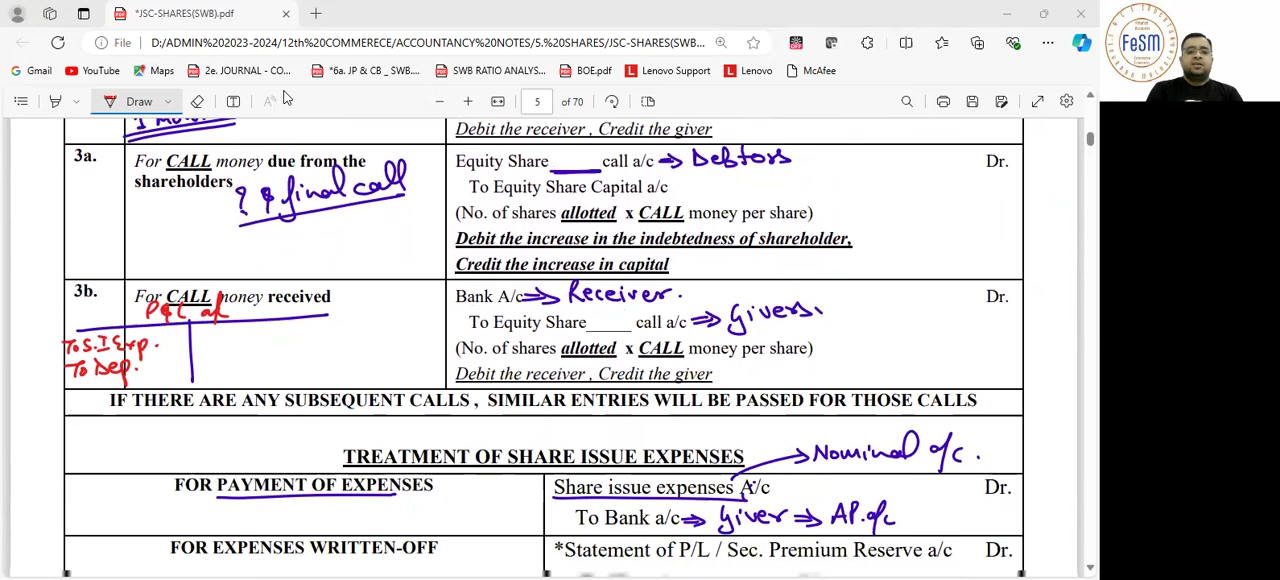 *JSC-SHARES(SWB).pdf
File D:/ADMIN%202023-2024/12th%20COMMERECE/ACCOUNTANCY%20NOTES/5.%20SHARES/JSC-SHARES(SWB...
Gmail YouTube Maps 2e. JOURNAL - CO... *6a. JP & CB _ SWB.... SWB RATIO ANALYS... BOE.pdf Lenovo Support Lenovo McAfee
Draw 5 of 70
FeSM
Debit the receiver , Credit the giver
3a. For CALL money due from the shareholders
& final call
Equity Share _____ call a/c ⇒ Debtors Dr.
To Equity Share Capital a/c
(No. of shares allotted x CALL money per share)
Debit the increase in the indebtedness of shareholder,
Credit the increase in capital
3b. For CALL money received
P&L a/c
To S.I Exp.
To Dep.
Bank A/c ⇒ Receiver. Dr.
To Equity Share_____ call a/c ⇒ Givers
(No. of shares allotted x CALL money per share)
Debit the receiver , Credit the giver
IF THERE ARE ANY SUBSEQUENT CALLS , SIMILAR ENTRIES WILL BE PASSED FOR THOSE CALLS
TREATMENT OF SHARE ISSUE EXPENSES
→ Nominal a/c.
FOR PAYMENT OF EXPENSES
Share issue expenses A/c Dr.
To Bank a/c ⇒ Giver ⇒ AP. a/c
FOR EXPENSES WRITTEN-OFF
*Statement of P/L / Sec. Premium Reserve a/c Dr.